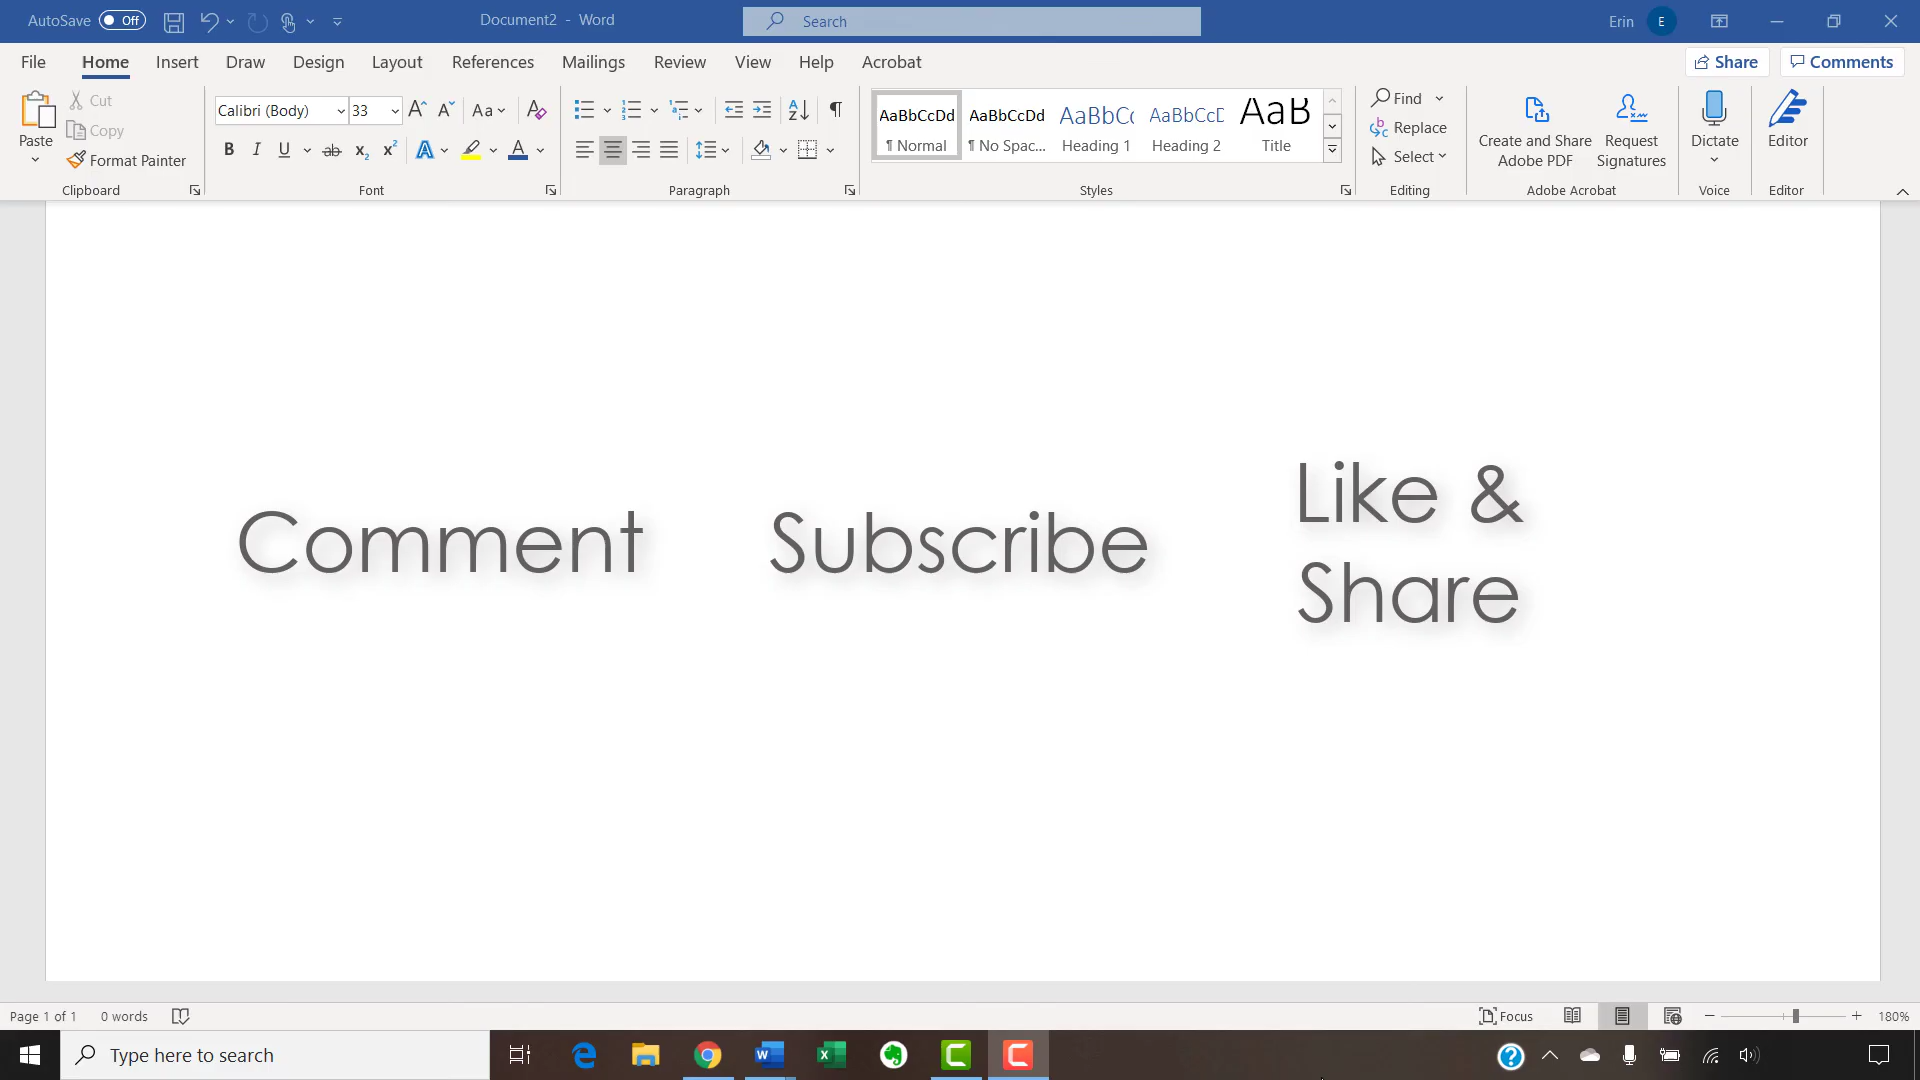 AutoSave Off Document2 - Word Search Erin E
File Home Insert Draw Design Layout References Mailings Review View Help Acrobat Share Comments
Paste
Cut
Copy
Format Painter
Clipboard
Calibri (Body) 33
Font
Paragraph
AaBbCcDd AaBbCcDd AaBbCc AaBbCcD AaB
¶ Normal ¶ No Spac... Heading 1 Heading 2 Title
Styles
Find
Replace
Select
Editing
Create and Share
Adobe PDF
Request
Signatures
Adobe Acrobat
Dictate
Voice
Editor
Editor
Comment
Subscribe
Like &
Share
Page 1 of 1 0 words Focus 180%
Type here to search